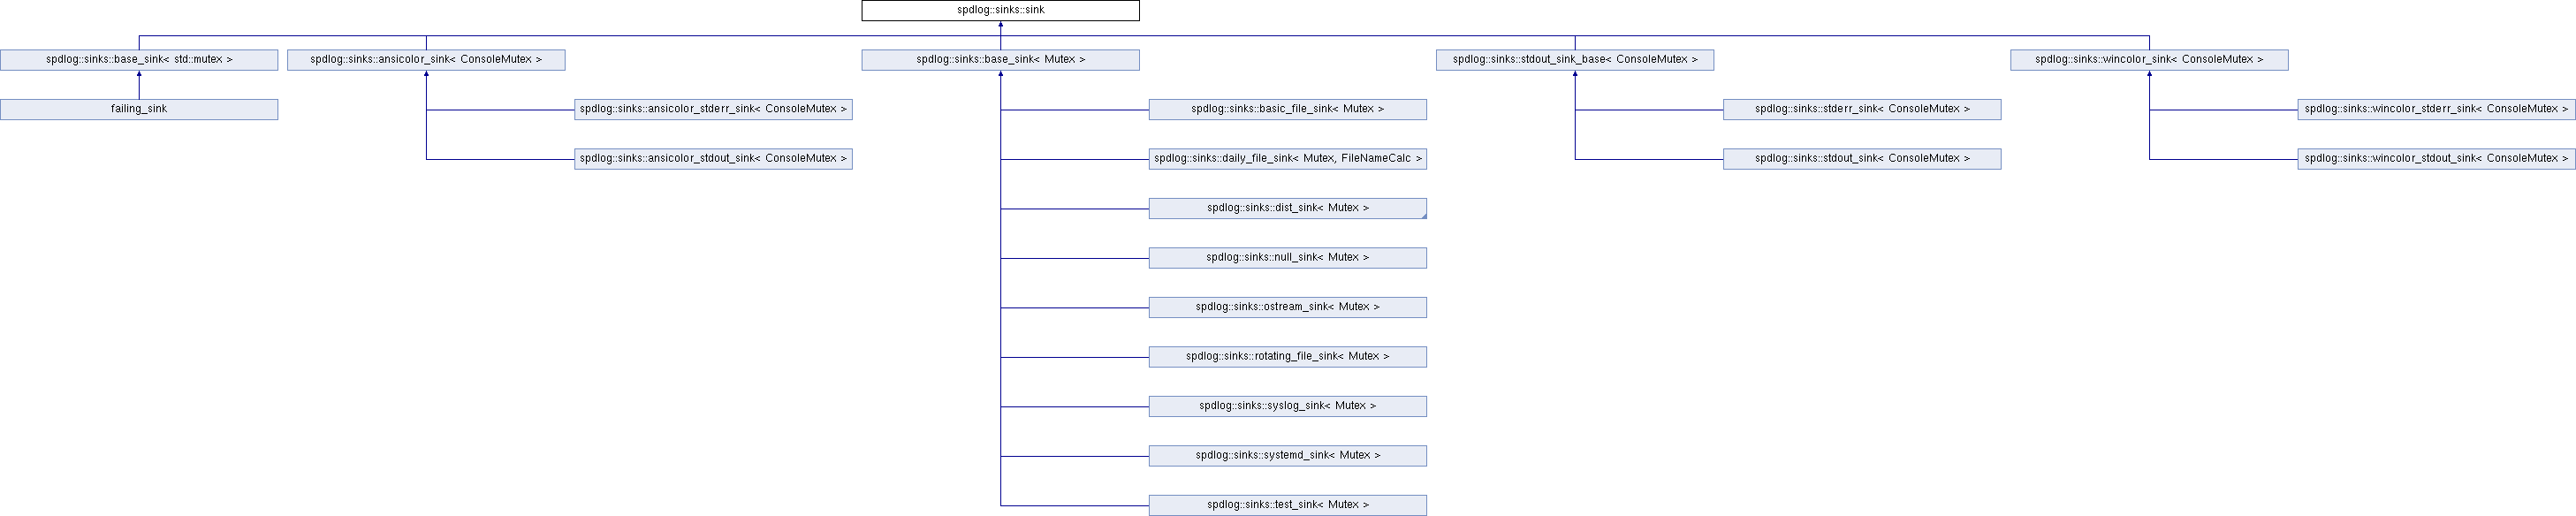 spdlog::sinks::sink
spdlog::sinks::base_sink< std::mutex >
spdlog::sinks::ansicolor_sink< ConsoleMutex >
spdlog::sinks::base_sink< Mutex >
spdlog::sinks::stdout_sink_base< ConsoleMutex >
spdlog::sinks::wincolor_sink< ConsoleMutex >
failing_sink
spdlog::sinks::ansicolor_stderr_sink< ConsoleMutex >
spdlog::sinks::basic_file_sink< Mutex >
spdlog::sinks::stderr_sink< ConsoleMutex >
spdlog::sinks::wincolor_stderr_sink< ConsoleMutex >
spdlog::sinks::ansicolor_stdout_sink< ConsoleMutex >
spdlog::sinks::daily_file_sink< Mutex, FileNameCalc >
spdlog::sinks::stdout_sink< ConsoleMutex >
spdlog::sinks::wincolor_stdout_sink< ConsoleMutex >
spdlog::sinks::dist_sink< Mutex >
spdlog::sinks::null_sink< Mutex >
spdlog::sinks::ostream_sink< Mutex >
spdlog::sinks::rotating_file_sink< Mutex >
spdlog::sinks::syslog_sink< Mutex >
spdlog::sinks::systemd_sink< Mutex >
spdlog::sinks::test_sink< Mutex >